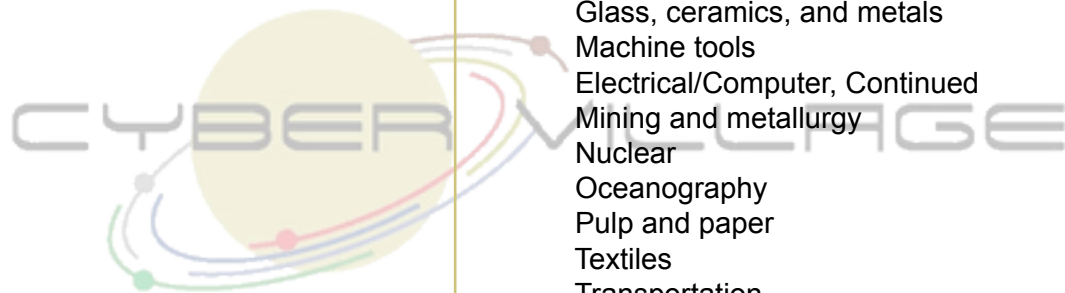 Glass, ceramics, and metals
Machine tools
Electrical/Computer, Continued
CYBER VILLAGE
Mining and metallurgy
Nuclear
Oceanography
Pulp and paper
Textiles
Transportation